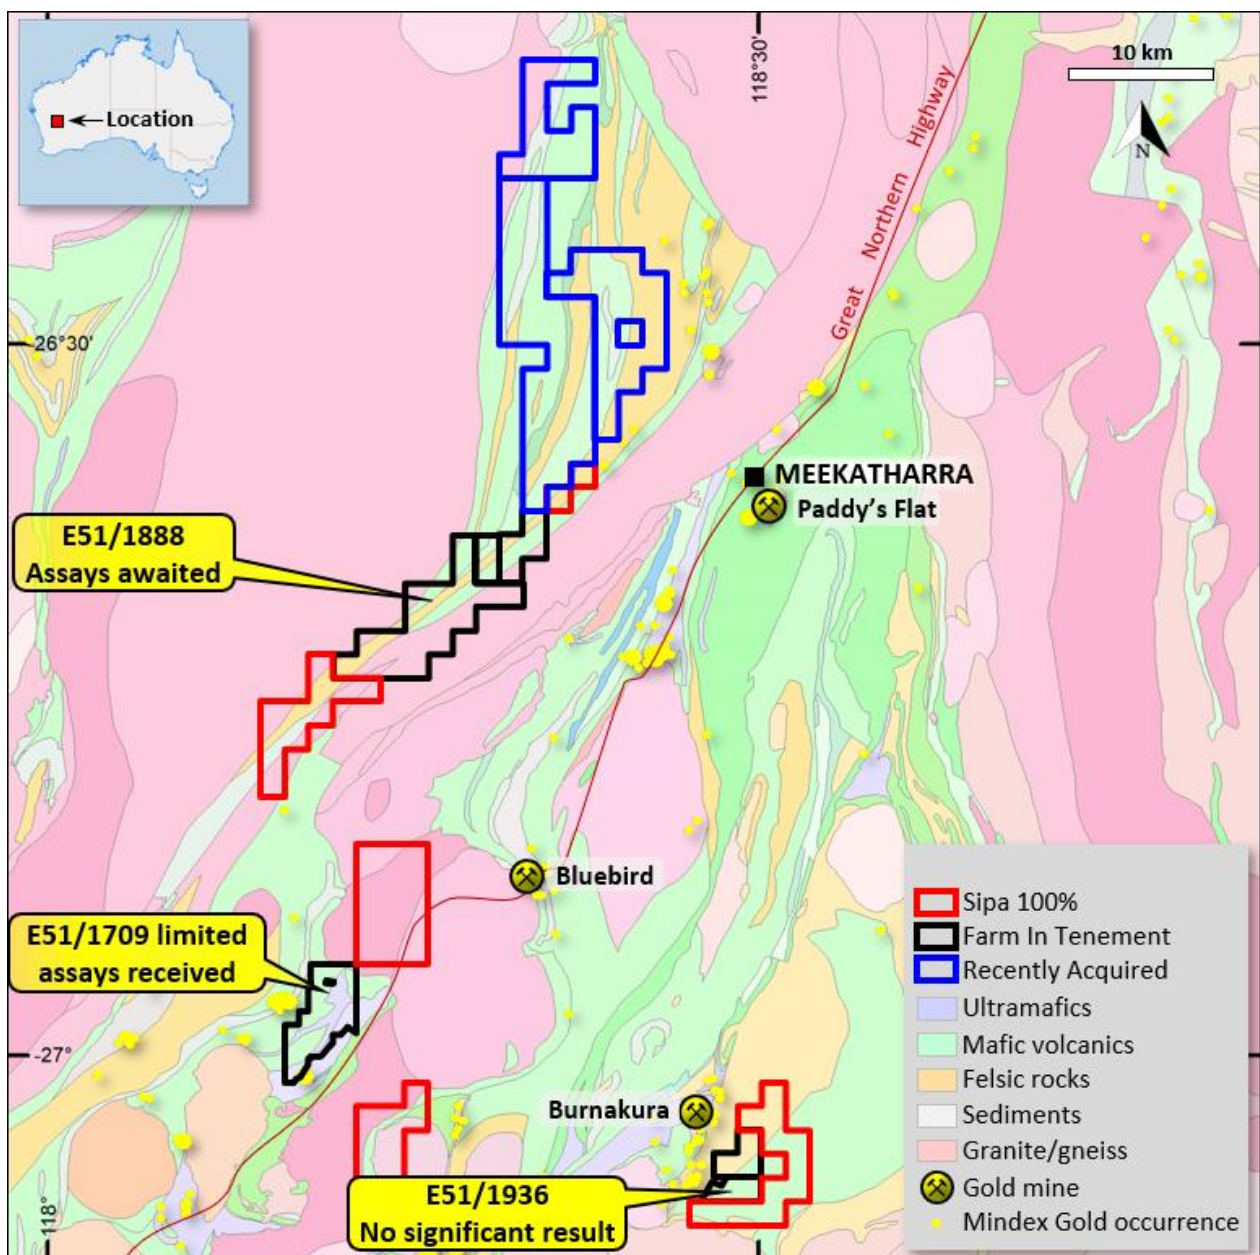 Location
118°30'
10 km
N
Great Northern Highway
26°30'
MEEKATHARRA
Paddy's Flat
E51/1888
Assays awaited
Bluebird
E51/1709 limited
assays received
-27°
Burnakura
E51/1936
No significant result
118°
Sipa 100%
Farm In Tenement
Recently Acquired
Ultramafics
Mafic volcanics
Felsic rocks
Sediments
Granite/gneiss
Gold mine
Mindex Gold occurrence